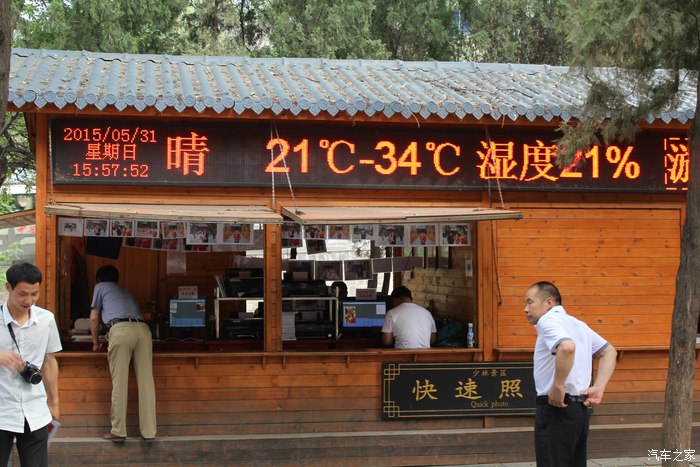 2015/05/31
星期日
15:57:52
晴
21℃-34℃ 湿度21% 游
少林景区
快速照
Quick photo
汽车之家